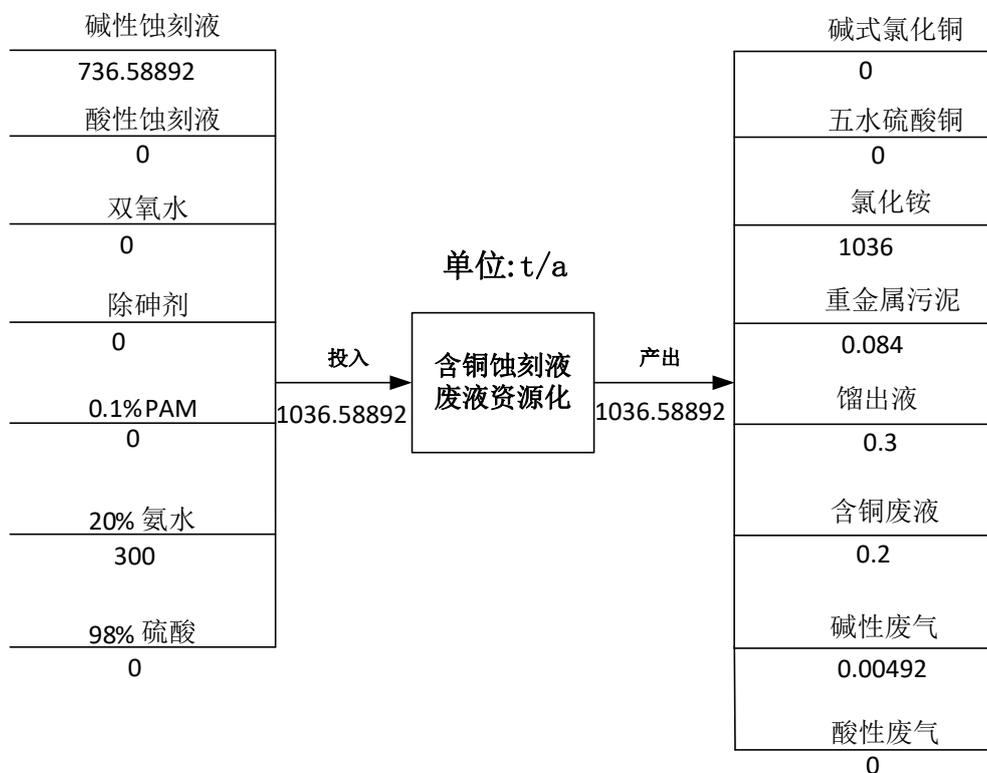 碱性蚀刻液
736.58892
酸性蚀刻液
0
双氧水
0
除砷剂
0
0.1%PAM
0
20% 氨水
300
98% 硫酸
0
投入
1036.58892
单位:t/a
含铜蚀刻液
废液资源化
产出
1036.58892
碱式氯化铜
0
五水硫酸铜
0
氯化铵
1036
重金属污泥
0.084
馏出液
0.3
含铜废液
0.2
碱性废气
0.00492
酸性废气
0